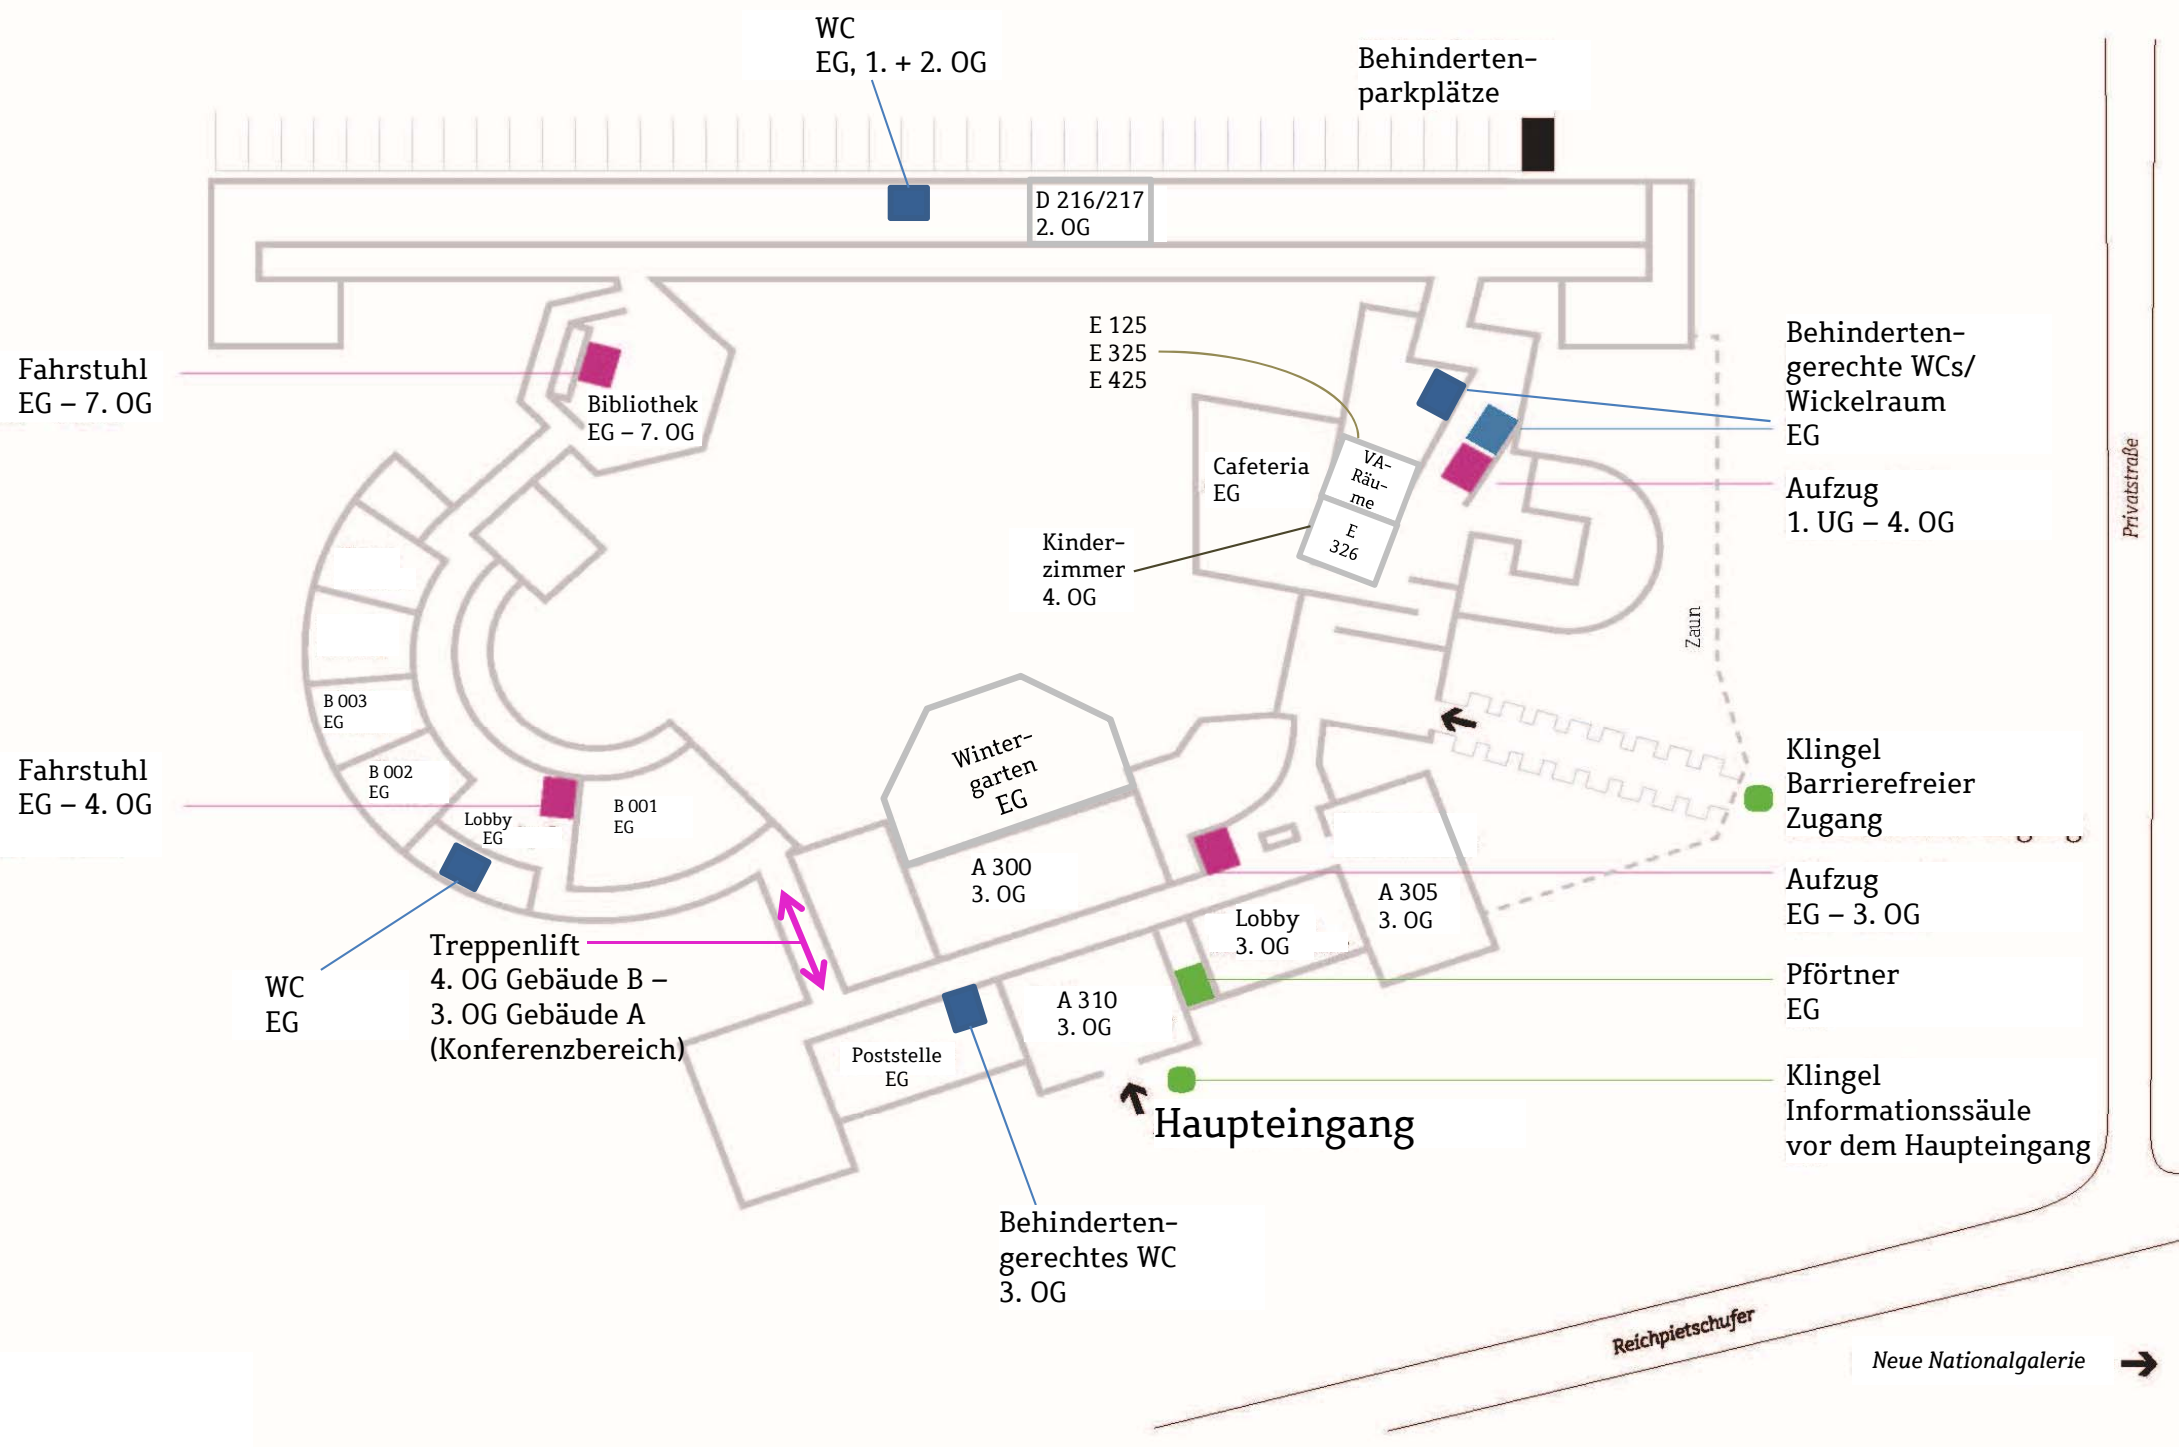 WC
EG, 1. + 2. OG
Behinderten-
parkplätze
D 216/217
2. OG
E 125
E 325
E 425
Behinderten-
gerechte WCs/
Wickelraum
EG
Fahrstuhl
EG – 7. OG
Bibliothek
EG – 7. OG
Cafeteria
EG
VA-
Räu-
me
E
326
Aufzug
1. UG – 4. OG
Privatstraße
Kinder-
zimmer
4. OG
Zaun
B 003
EG
B 002
EG
Lobby
EG
B 001
EG
Fahrstuhl
EG – 4. OG
Winter-
garten
EG
Klingel
Barrierefreier
Zugang
A 300
3. OG
A 305
3. OG
Aufzug
EG – 3. OG
Lobby
3. OG
Treppenlift
4. OG Gebäude B –
3. OG Gebäude A
(Konferenzbereich)
WC
EG
A 310
3. OG
Pförtner
EG
Poststelle
EG
Klingel
Informationssäule
vor dem Haupteingang
Haupteingang
Behinderten-
gerechtes WC
3. OG
Reichpietschufer
Neue Nationalgalerie